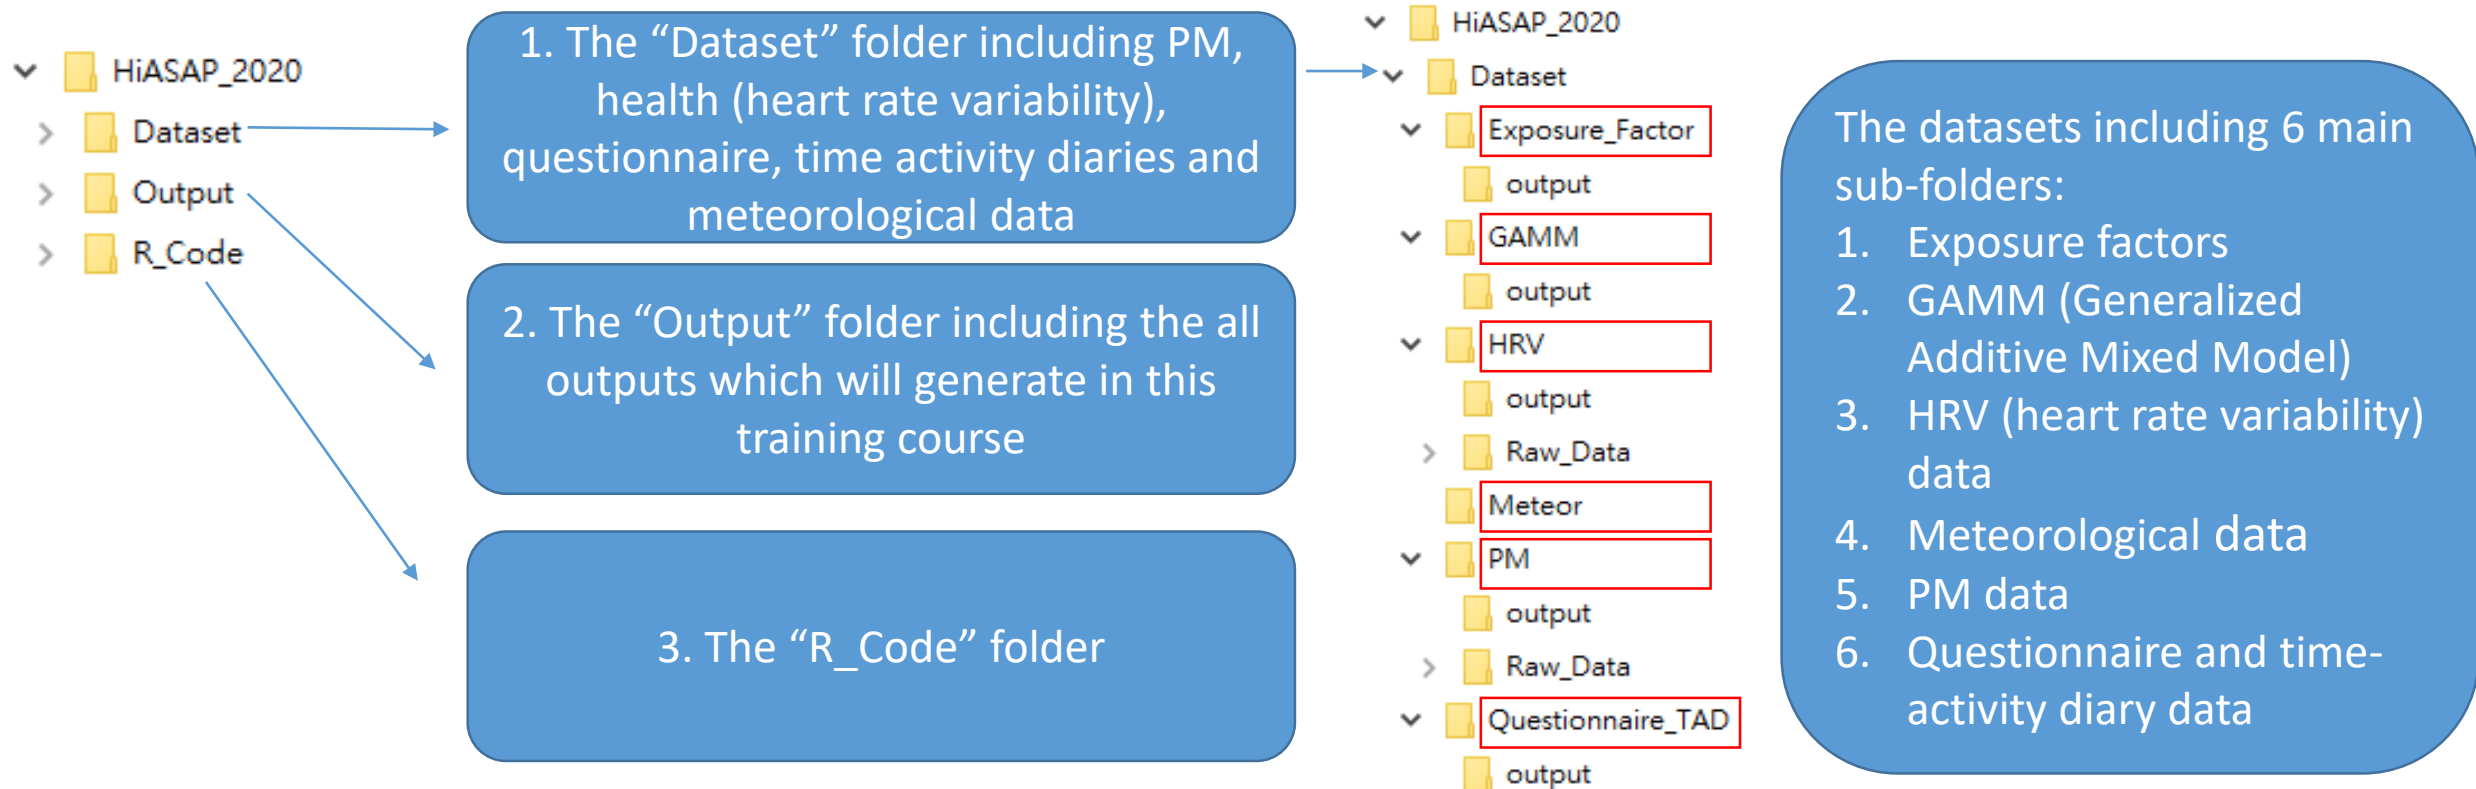 HiASAP_2020
Dataset
Output
R_Code
1. The “Dataset” folder including PM,
health (heart rate variability),
questionnaire, time activity diaries and
meteorological data
2. The “Output” folder including the all
outputs which will generate in this
training course
3. The “R_Code” folder
HiASAP_2020
Dataset
Exposure_Factor
output
GAMM
output
HRV
output
Raw_Data
Meteor
PM
output
Raw_Data
Questionnaire_TAD
output
The datasets including 6 main
sub-folders:
1. Exposure factors
2. GAMM (Generalized
Additive Mixed Model)
3. HRV (heart rate variability)
data
4. Meteorological data
5. PM data
6. Questionnaire and time-
activity diary data